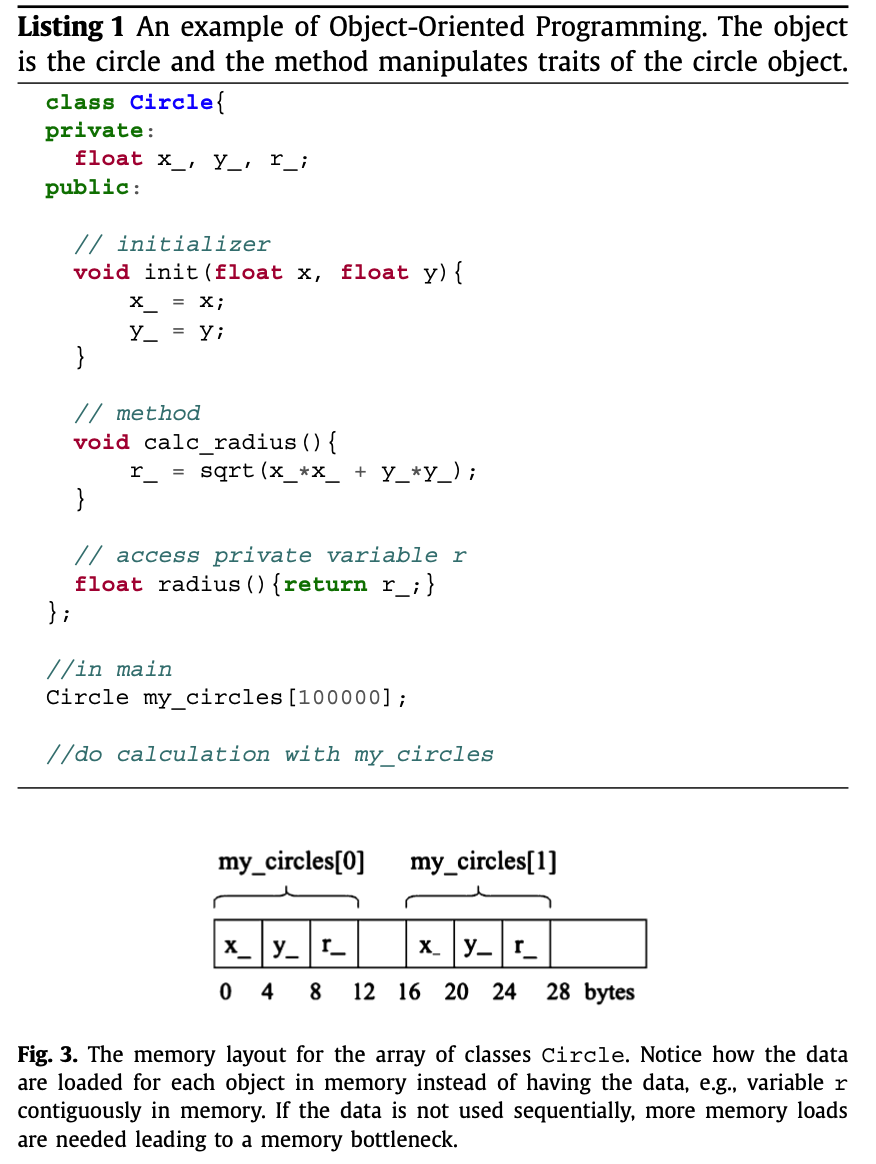 Listing 1 An example of Object-Oriented Programming. The object
is the circle and the method manipulates traits of the circle object.
class Circle{
private:
float x_, y_, r_;
public:
// initializer
void init(float x, float y){
x_ = x;
y_ = y;
}
// method
void calc_radius(){
r_ = sqrt(x_*x_ + y_*y_);
}
// access private variable r
float radius(){return r_;}
};
//in main
Circle my_circles[100000];
//do calculation with my_circles
my_circles[0] my_circles[1]
x_ y_ r_ x_ y_ r_
0 4 8 12 16 20 24 28 bytes
Fig. 3. The memory layout for the array of classes Circle. Notice how the data
are loaded for each object in memory instead of having the data, e.g., variable r
contiguously in memory. If the data is not used sequentially, more memory loads
are needed leading to a memory bottleneck.